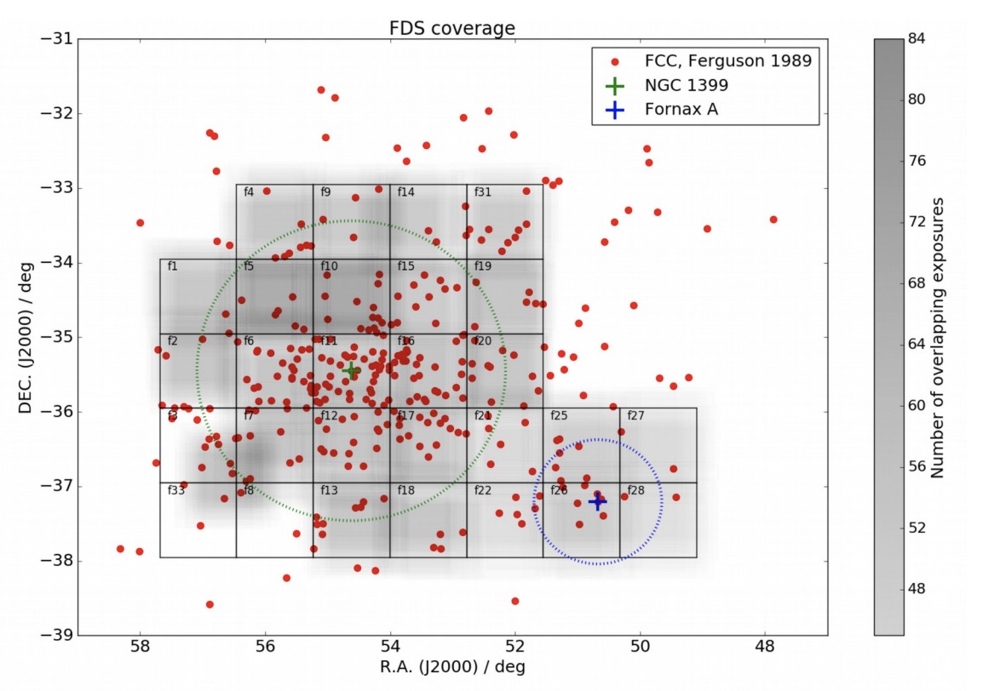 FDS coverage
FCC, Ferguson 1989
NGC 1399
Fornax A
−31
−32
−33
−34
−35
−36
−37
−38
−39
DEC. (J2000) / deg
f4 f9 f14 f31
f1 f5 f10 f15 f19
f2 f6 f11 f16 f20
f3 f7 f12 f17 f21 f25 f27
f33 f8 f13 f18 f22 f26 f28
58 56 54 52 50 48
R.A. (J2000) / deg
84
80
76
72
68
64
60
56
52
48
Number of overlapping exposures